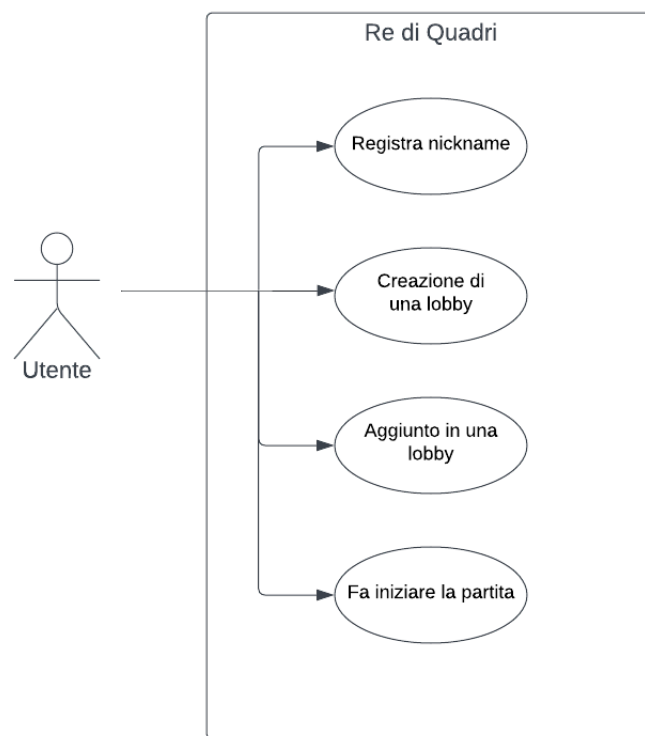 Re di Quadri
Registra nickname
Creazione di
una lobby
Utente
Aggiunto in una
lobby
Fa iniziare la partita